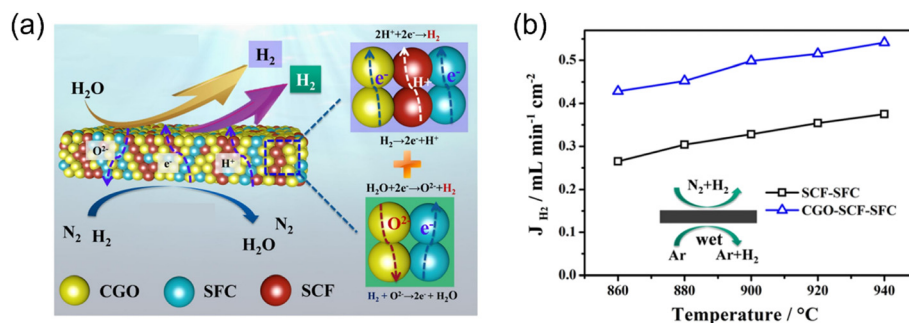 (a)
2H⁺+2e⁻→H₂
H₂
H₂
H₂O
e⁻
H+
e⁻
H₂→2e⁻+H⁺
O²⁻
e⁻
H⁺
H₂O+2e⁻→O²⁻+H₂
N₂ H₂
N₂
H₂O
O²⁻
e⁻
CGO
SFC
SCF
H₂ + O²⁻→2e⁻ + H₂O
(b)
J H₂ / mL min⁻¹ cm⁻²
0.5
0.4
0.3
0.2
0.1
0.0
SCF-SFC
CGO-SCF-SFC
N₂+H₂
wet
Ar
Ar+H₂
860 880 900 920 940
Temperature / °C